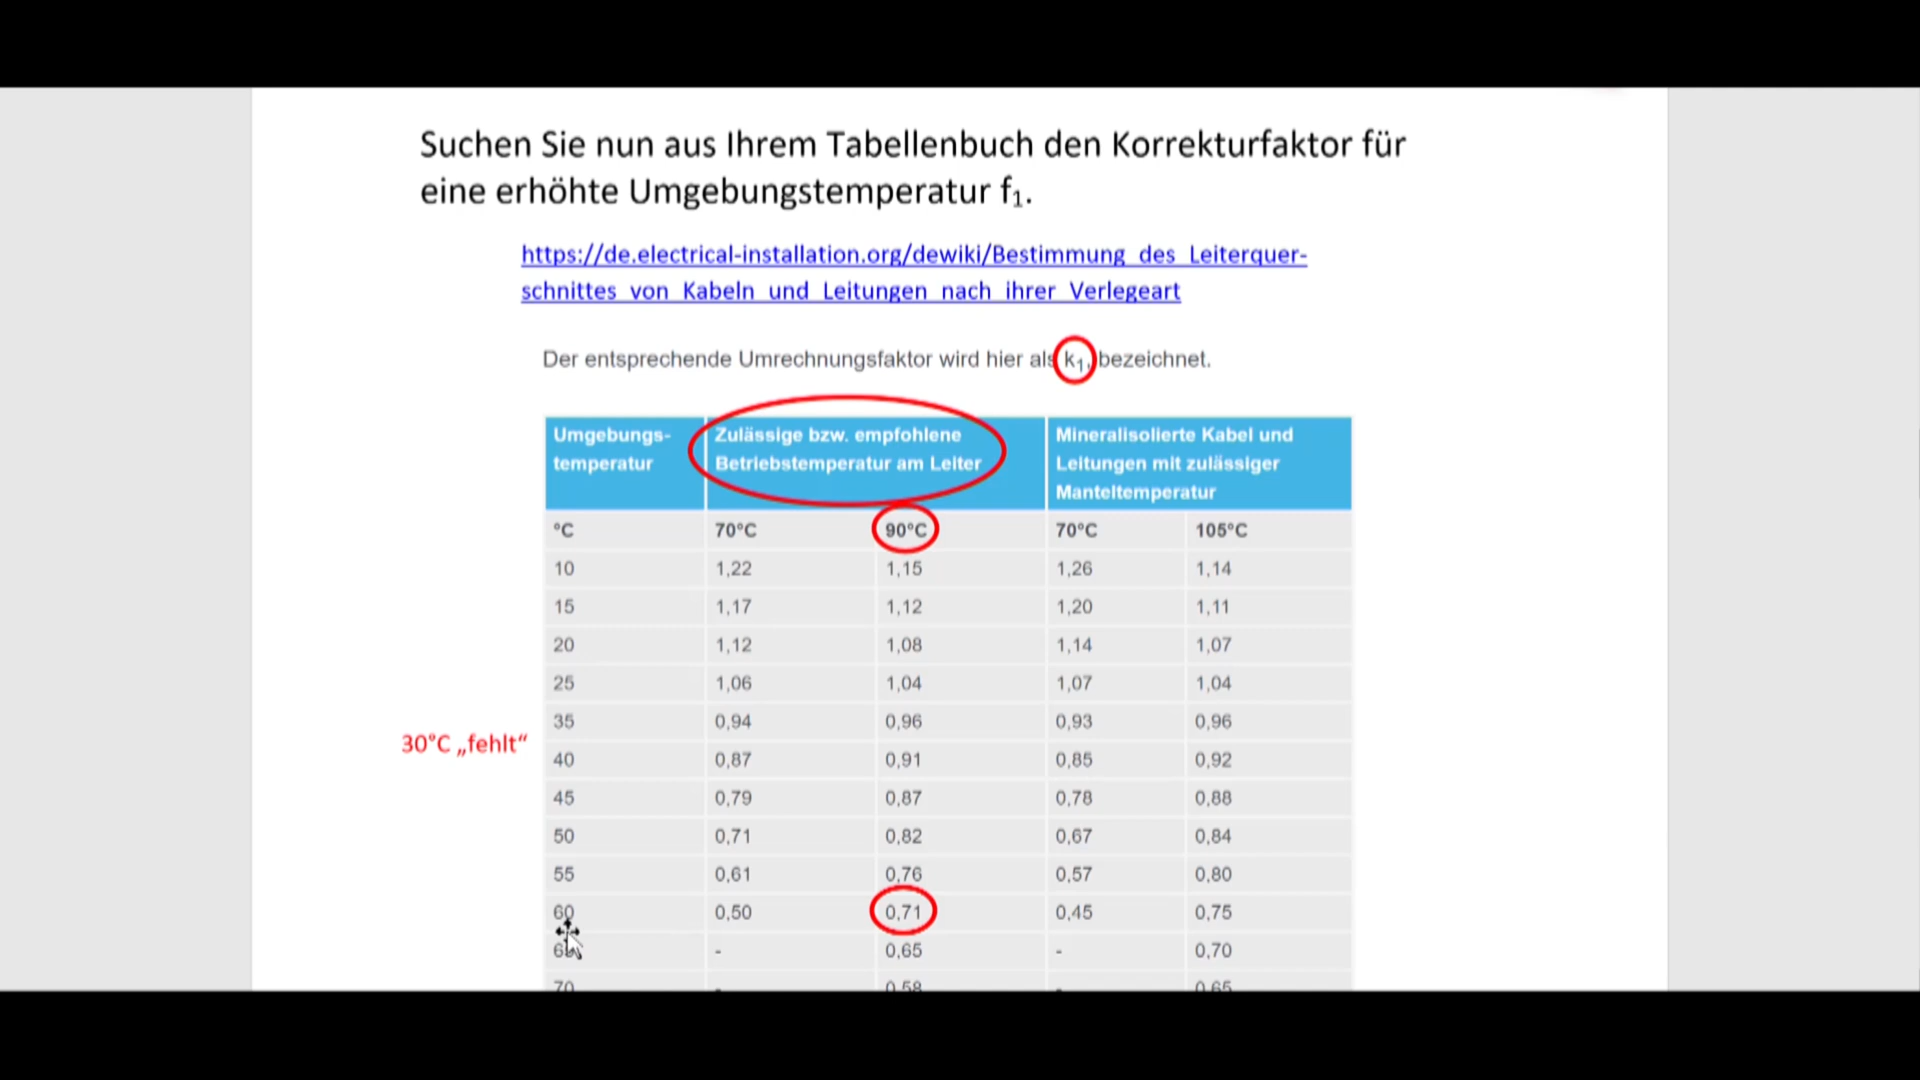 Suchen Sie nun aus Ihrem Tabellenbuch den Korrekturfaktor für
eine erhöhte Umgebungstemperatur f₁.
https://de.electrical-installation.org/dewiki/Bestimmung_des_Leiterquer-
schnittes_von_Kabeln_und_Leitungen_nach_ihrer_Verlegeart
Der entsprechende Umrechnungsfaktor wird hier als k₁, bezeichnet.
Umgebungs- Zulässige bzw. empfohlene Mineralisolierte Kabel und
temperatur Betriebstemperatur am Leiter Leitungen mit zulässiger
Manteltemperatur
°C 70°C 90°C 70°C 105°C
10 1,22 1,15 1,26 1,14
15 1,17 1,12 1,20 1,11
20 1,12 1,08 1,14 1,07
25 1,06 1,04 1,07 1,04
35 0,94 0,96 0,93 0,96
30°C „fehlt“
40 0,87 0,91 0,85 0,92
45 0,79 0,87 0,78 0,88
50 0,71 0,82 0,67 0,84
55 0,61 0,76 0,57 0,80
60 0,50 0,71 0,45 0,75
- 0,65 - 0,70
70 - 0,58 - 0,65